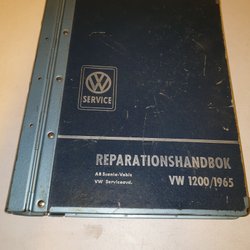 VW
SERVICE
REPARATIONSHANDBOK
AB Scania-Vabis
VW Serviceavd.
VW 1200/1965